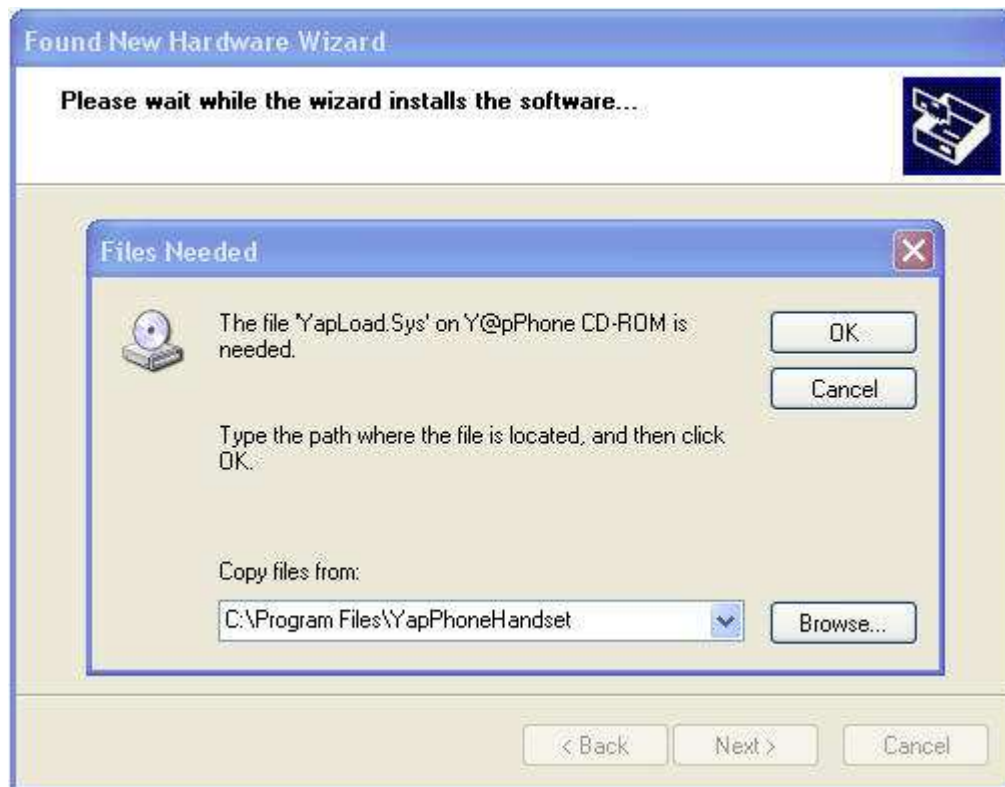 Found New Hardware Wizard
Please wait while the wizard installs the software...
Files Needed
The file 'YapLoad.Sys' on Y@pPhone CD-ROM is
needed.
OK
Cancel
Type the path where the file is located, and then click
OK.
Copy files from:
C:\Program Files\YapPhoneHandset
Browse...
< Back
Next >
Cancel